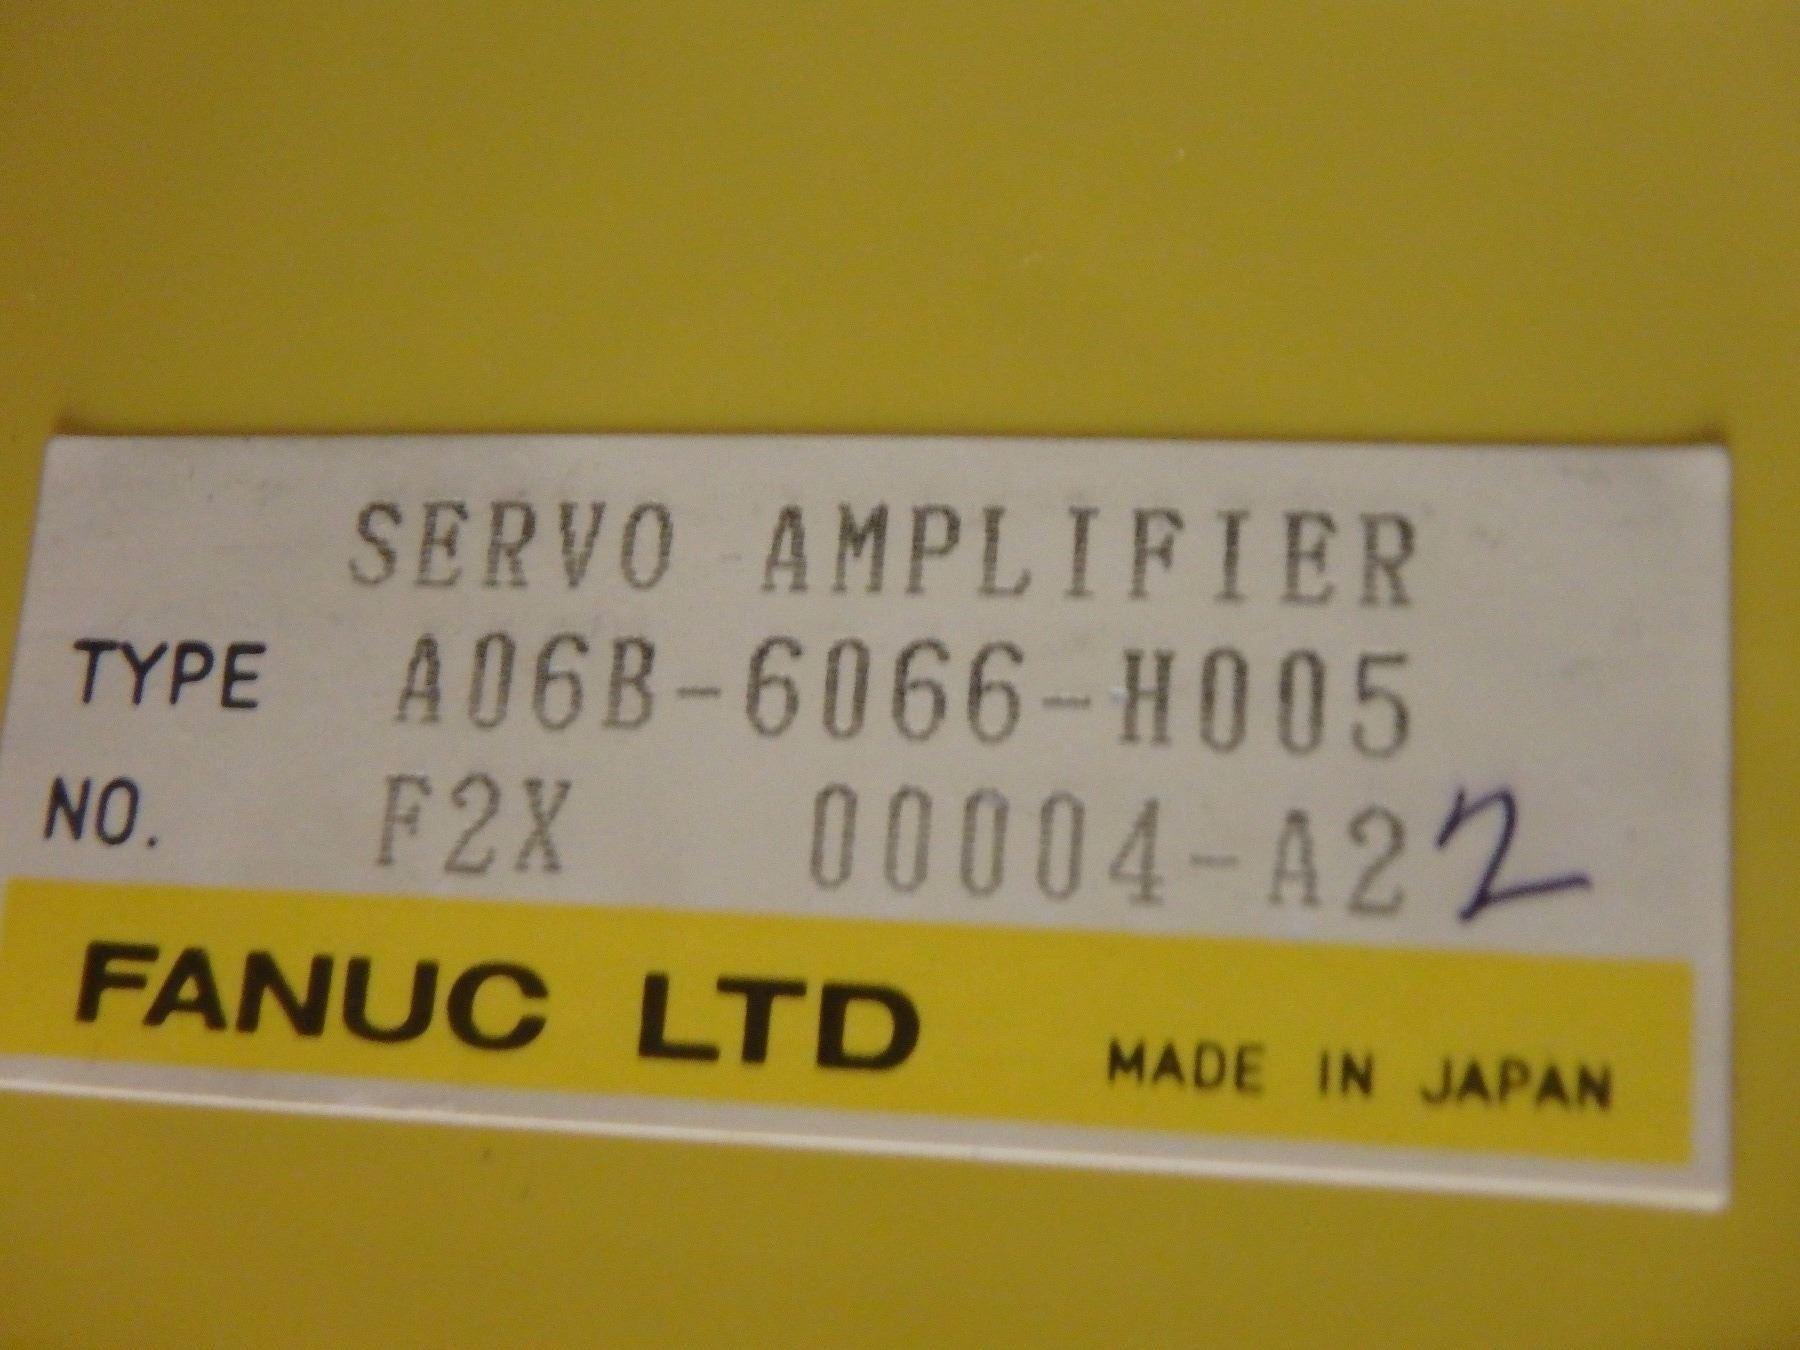 SERVO AMPLIFIER
TYPE A06B-6066-H005
NO. F2X 00004-A22
FANUC LTD MADE IN JAPAN